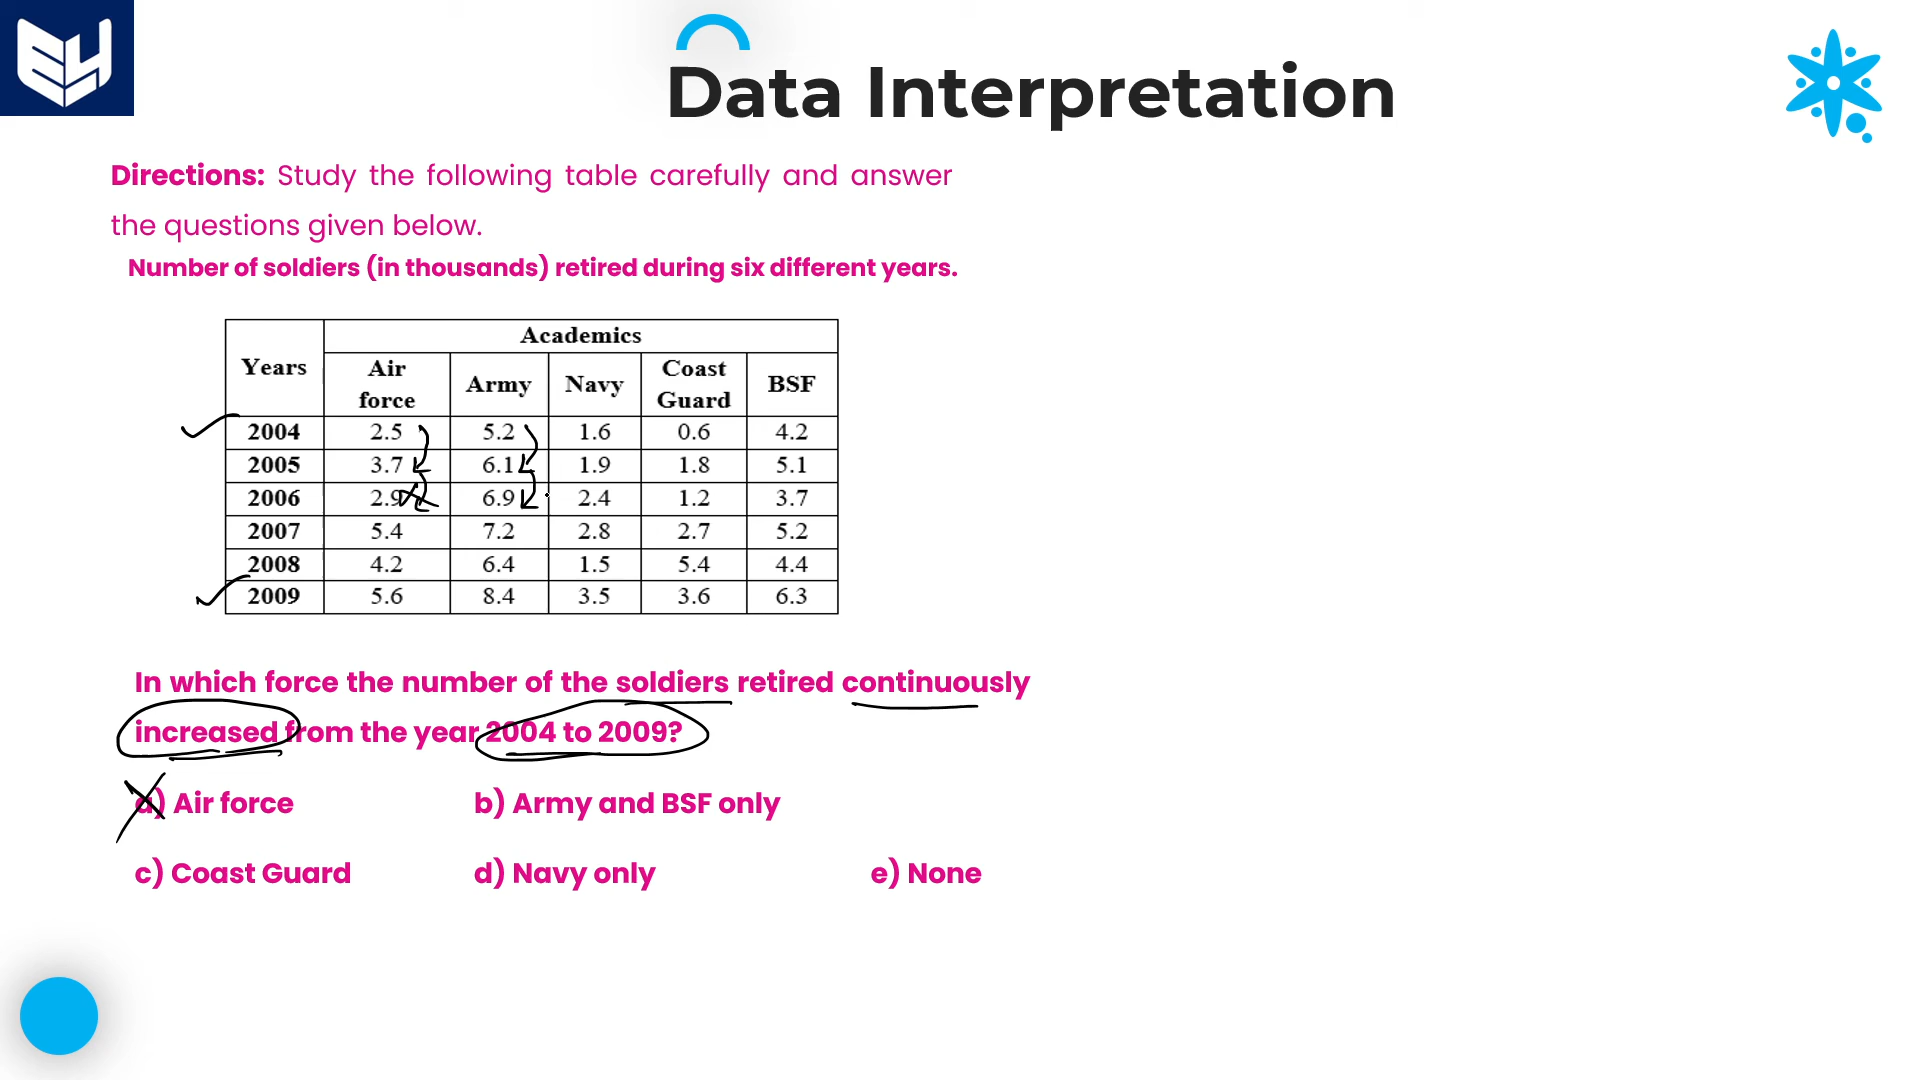 EY
Data Interpretation
Directions: Study the following table carefully and answer
the questions given below.
Number of soldiers (in thousands) retired during six different years.
Years Academics
Air force Army Navy Coast Guard BSF
2004 2.5 5.2 1.6 0.6 4.2
2005 3.7 6.1 1.9 1.8 5.1
2006 2.9 6.9 2.4 1.2 3.7
2007 5.4 7.2 2.8 2.7 5.2
2008 4.2 6.4 1.5 5.4 4.4
2009 5.6 8.4 3.5 3.6 6.3
In which force the number of the soldiers retired continuously
increased from the year 2004 to 2009?
a) Air force b) Army and BSF only
c) Coast Guard d) Navy only e) None